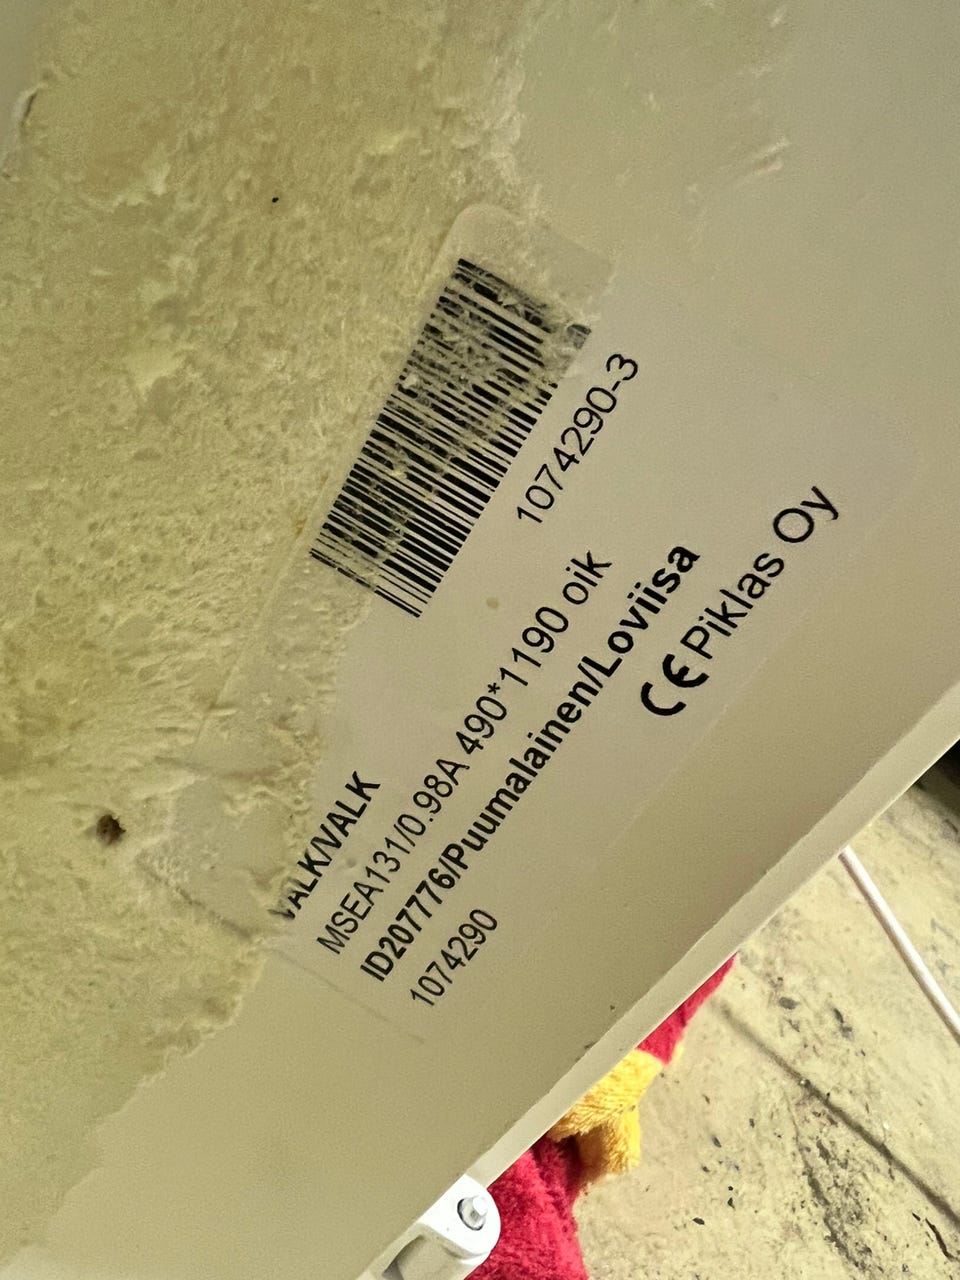 1074290-3
VALK/VALK
MSEA131/0.98A 490*1190 oik
ID207776/Puumalainen/Loviisa
1074290
CE Piklas Oy